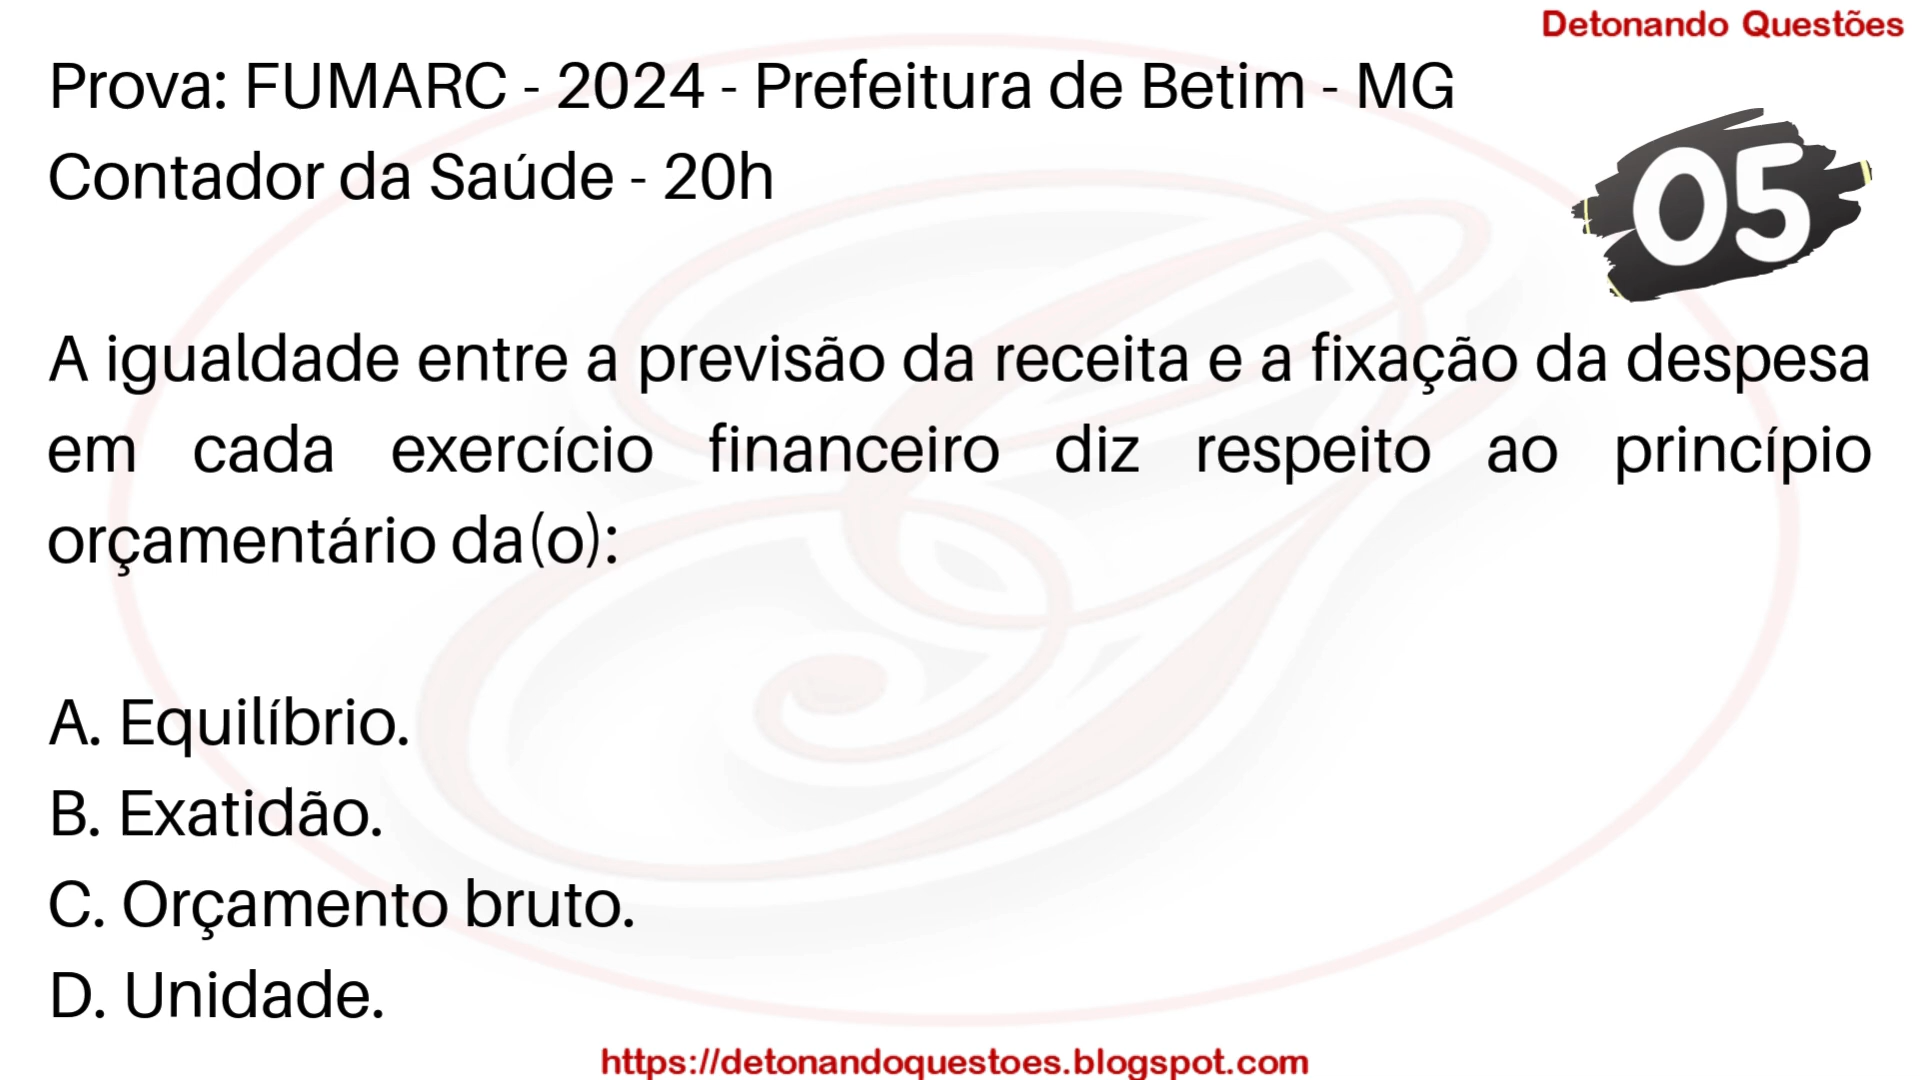 Detonando Questões
Prova: FUMARC - 2024 - Prefeitura de Betim - MG
Contador da Saúde - 20h
05
A igualdade entre a previsão da receita e a fixação da despesa
em cada exercício financeiro diz respeito ao princípio
orçamentário da(o):
A. Equilíbrio.
B. Exatidão.
C. Orçamento bruto.
D. Unidade.
https://detonandoquestoes.blogspot.com